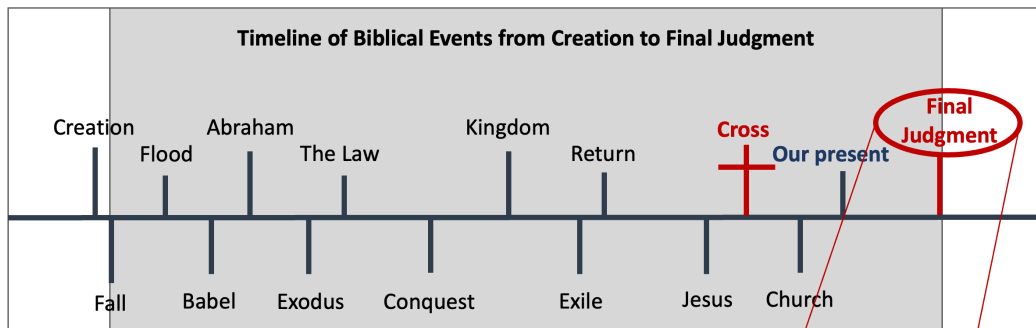 Timeline of Biblical Events from Creation to Final Judgment
Final
Judgment
Creation
Abraham
Kingdom
Cross
Flood
The Law
Return
Our present
Fall
Babel
Exodus
Conquest
Exile
Jesus
Church